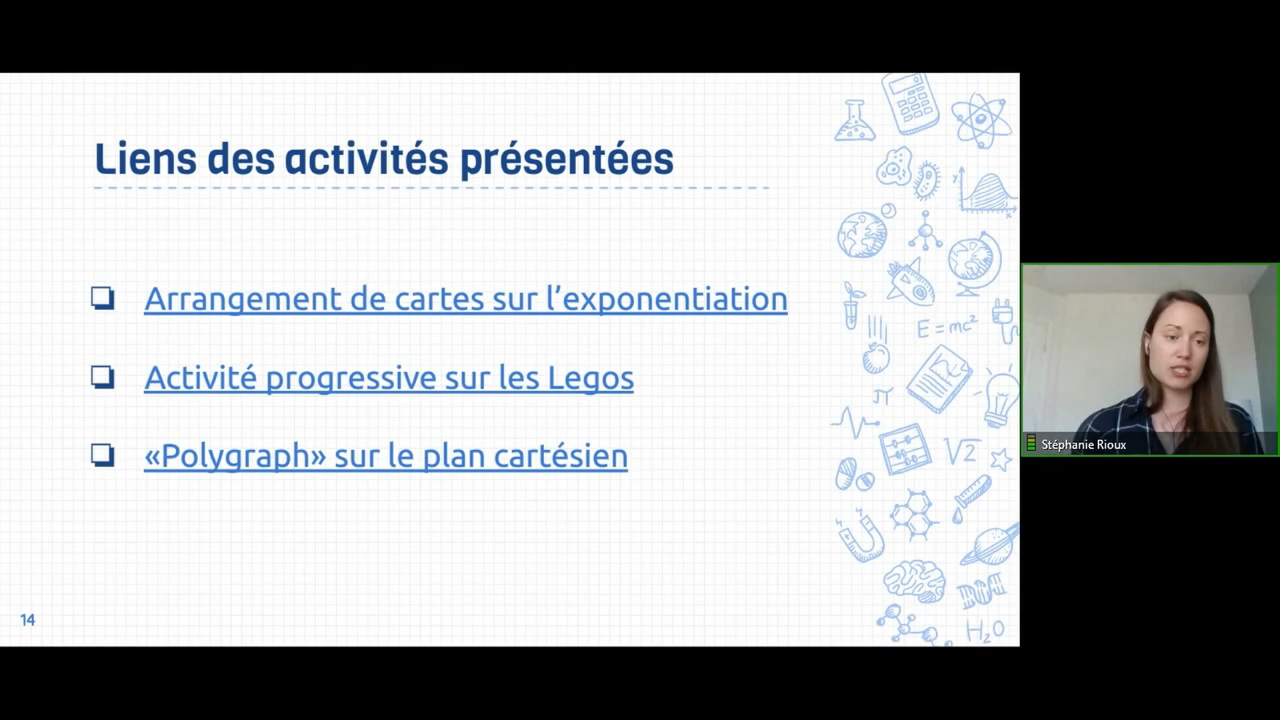 Liens des activités présentées
Arrangement de cartes sur l’exponentiation
Activité progressive sur les Legos
«Polygraph» sur le plan cartésien
14
y
x
E=mc²
π
√2
H₂O
Stéphanie Rioux